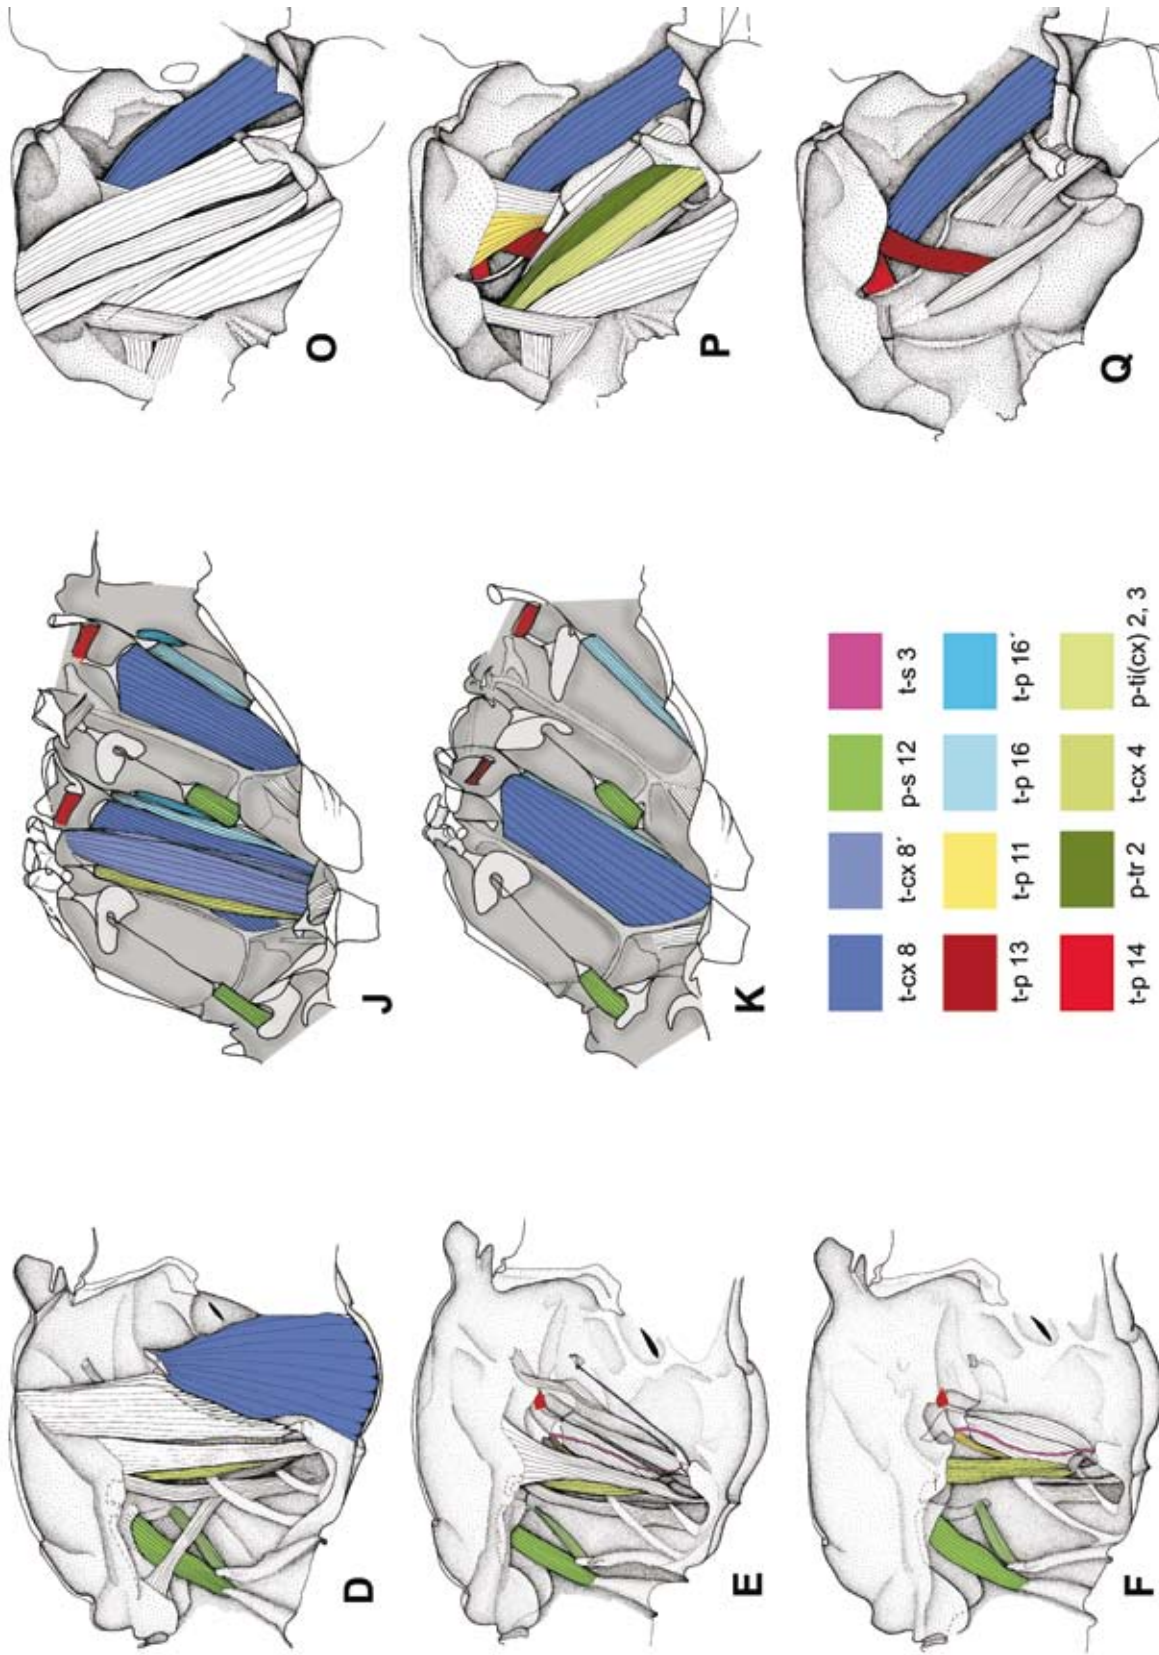 D
J
O
E
K
P
F
Q
t-cx 8
t-cx 8´
p-s 12
t-s 3
t-p 13
t-p 11
t-p 16
t-p 16´
t-p 14
p-tr 2
t-cx 4
p-ti(cx) 2, 3